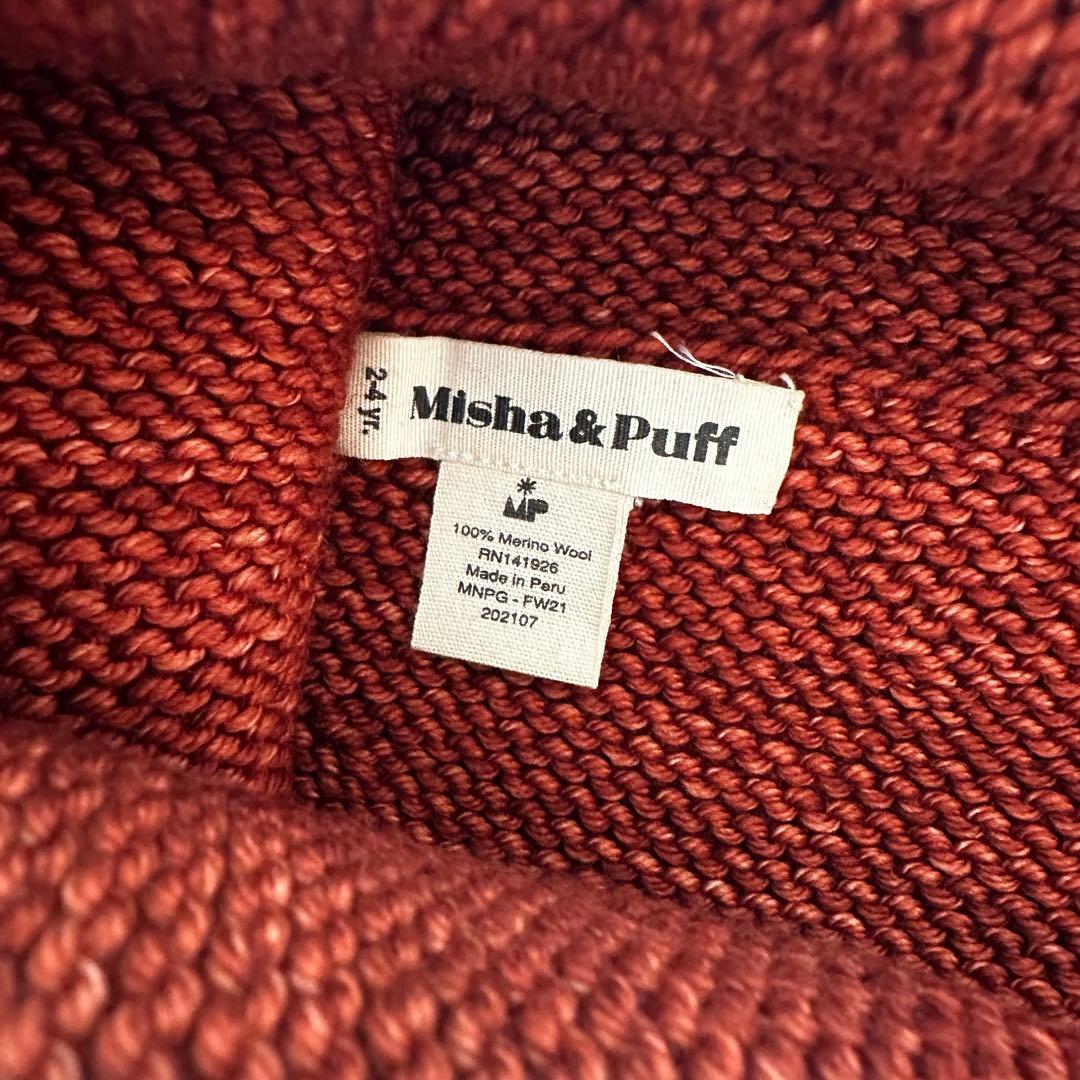 2-4 yr.
Misha & Puff
MP
100% Merino Wool
RN141926
Made in Peru
MNPG - FW21
202107